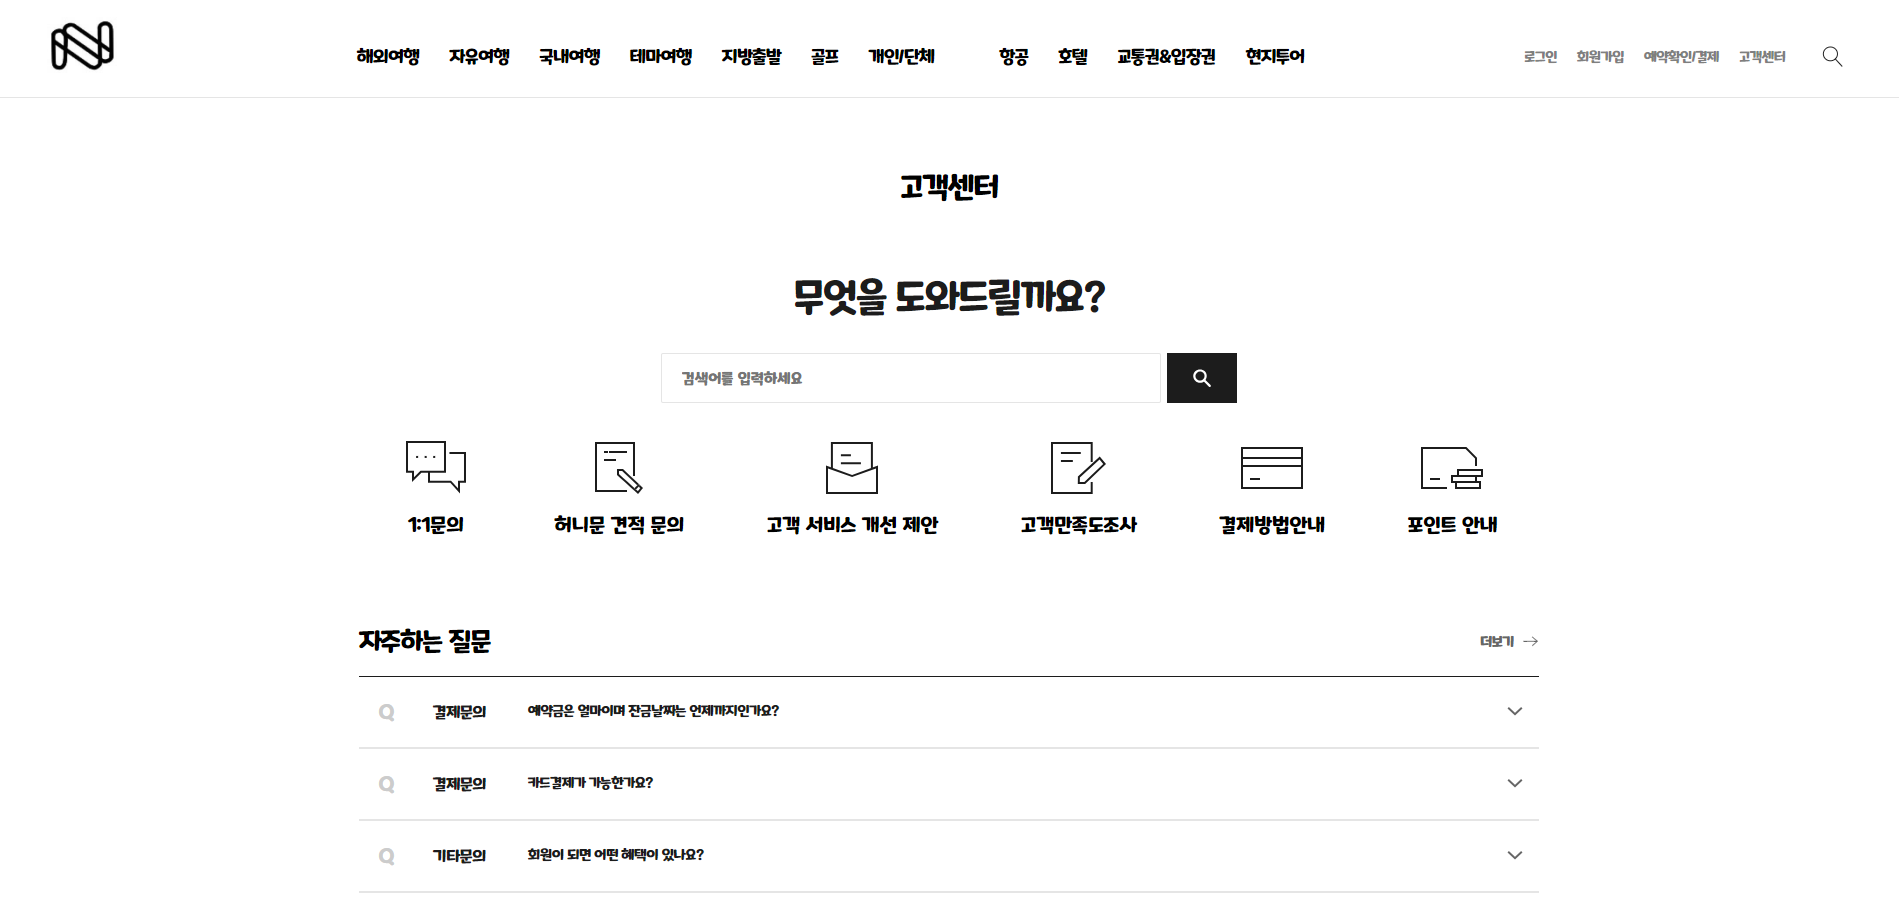 해외여행 자유여행 국내여행 테마여행 지방출발 골프 개인/단체 항공 호텔 교통권&입장권 현지투어 로그인 회원가입 예약확인/결제 고객센터
고객센터
무엇을 도와드릴까요?
검색어를 입력하세요
1:1문의 허니문 견적 문의 고객 서비스 개선 제안 고객만족도조사 결제방법안내 포인트 안내
자주하는 질문 더보기
Q 결제문의 예약금은 얼마이며 잔금날짜는 언제까지인가요?
Q 결제문의 카드결제가 가능한가요?
Q 기타문의 회원이 되면 어떤 혜택이 있나요?